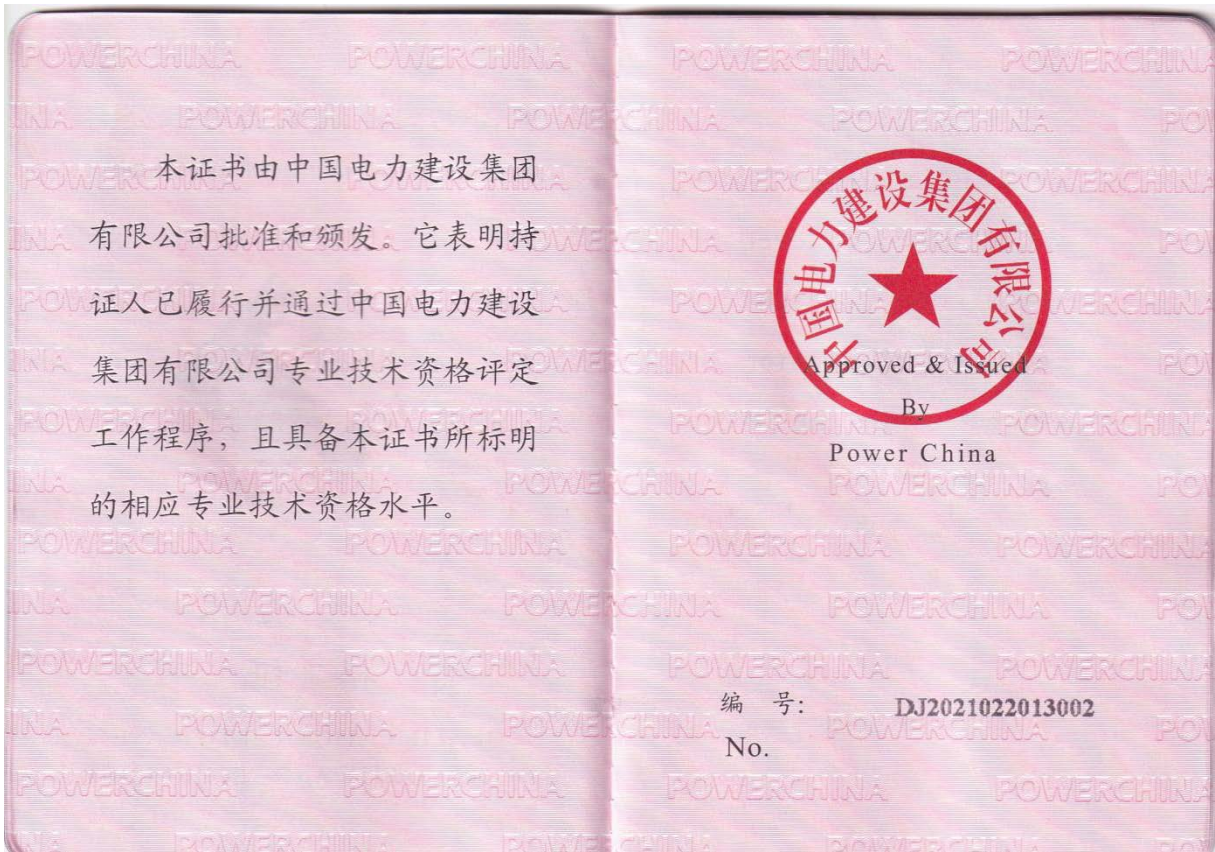 本证书由中国电力建设集团
有限公司批准和颁发。它表明持
证人已履行并通过中国电力建设
集团有限公司专业技术资格评定
工作程序，且具备本证书所标明
的相应专业技术资格水平。
中国电力建设集团有限公司
Approved & Issued
By
Power China
编 号： DJ2021022013002
No.
POWERCHINA